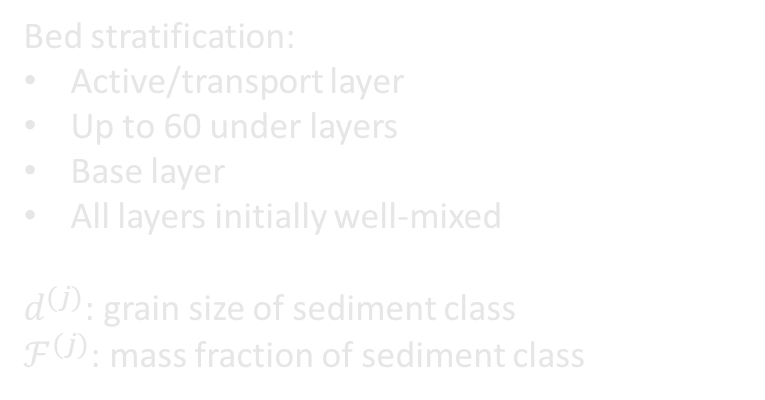 Bed stratification:
• Active/transport layer
• Up to 60 under layers
• Base layer
• All layers initially well-mixed
d^(j): grain size of sediment class
ℱ^(j): mass fraction of sediment class